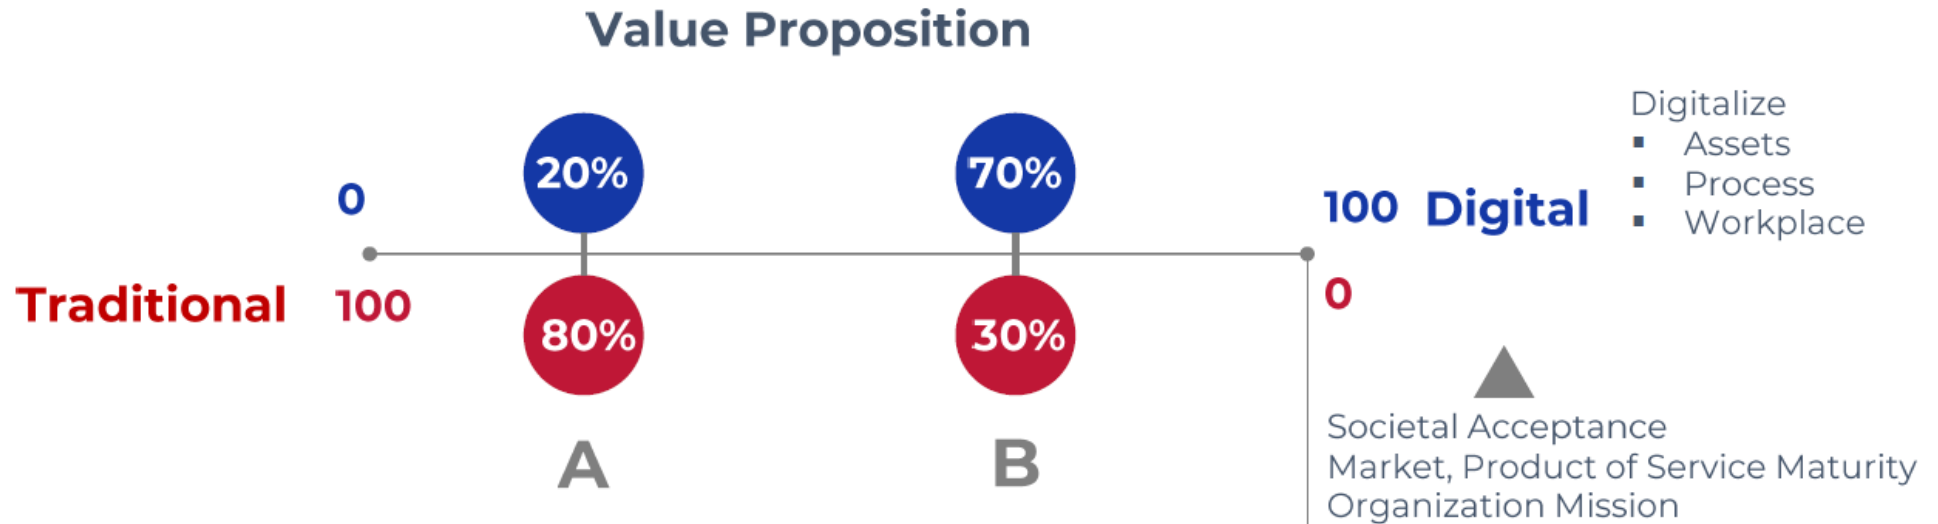 Value Proposition
Digitalize
▪ Assets
▪ Process
▪ Workplace
20%
70%
0
100 Digital
Traditional 100
0
80%
30%
A
B
Societal Acceptance
Market, Product of Service Maturity
Organization Mission